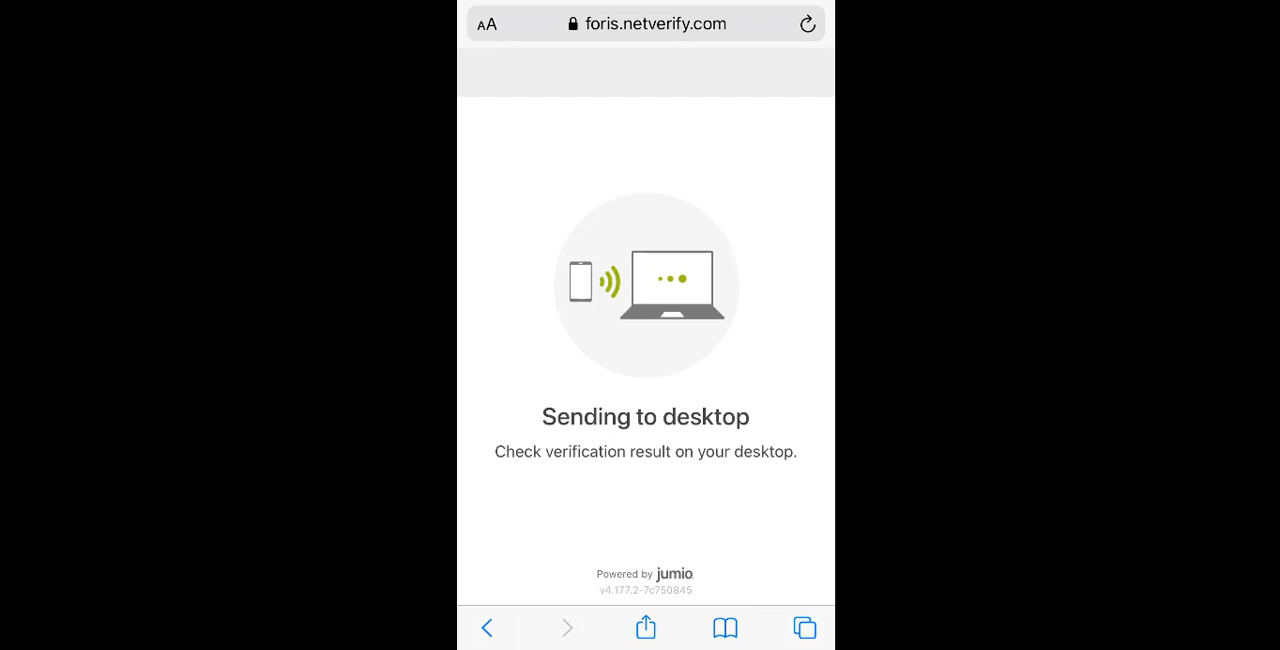 AA foris.netverify.com
Sending to desktop
Check verification result on your desktop.
Powered by jumio.
v4.177.2-7c750845